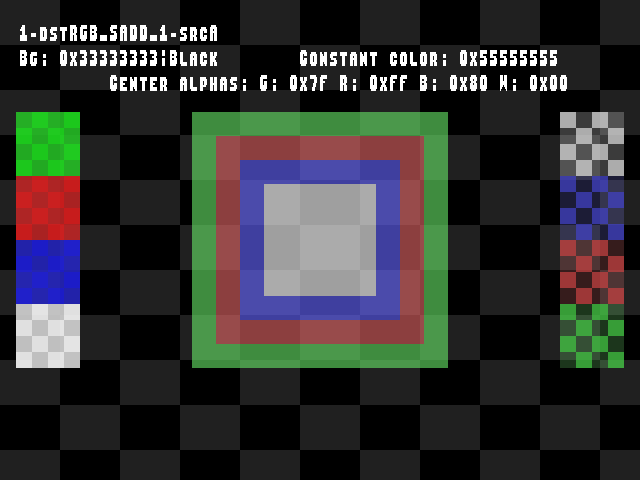 1-dstRGB_SADD_1-srcA
Bg: 0x33333333¦Black Constant color: 0x55555555
Center alphas: G: 0x7F R: 0xFF B: 0x80 W: 0x00